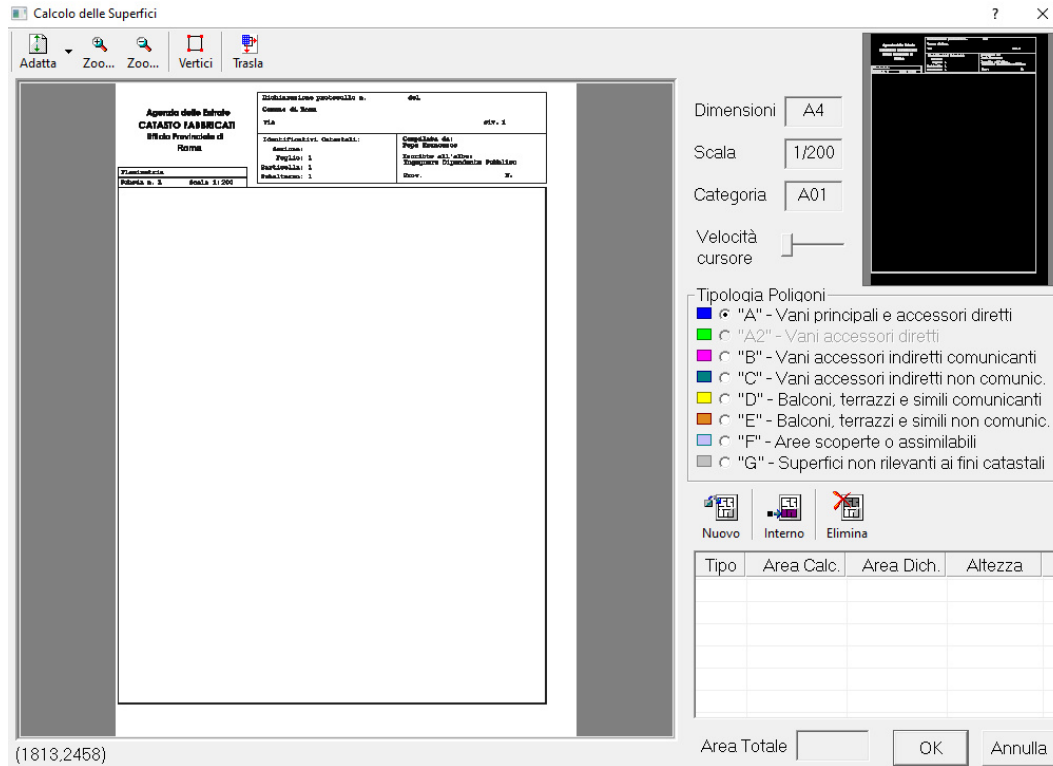 Calcolo delle Superfici
?
Adatta
Zoo...
Zoo...
Vertici
Trasla
Agenzia delle Entrate
CATASTO FABBRICATI
Ufficio Provinciale di
Roma
Planimetria
Scheda n. 1 Scala 1:200
Dichiarazione protocollo n. del
Comune di Roma
Via civ. 1
Identificativi Catastali:
Sezione:
Foglio: 1
Particella: 1
Subalterno: 1
Compilata da:
Pepe Francesco
Iscritto all'albo:
Ingegnere Dipendente Pubblico
Prov. N.
(1813,2458)
Dimensioni A4
Scala 1/200
Categoria A01
Velocità
cursore
Tipologia Poligoni
"A" - Vani principali e accessori diretti
"A2" - Vani accessori diretti
"B" - Vani accessori indiretti comunicanti
"C" - Vani accessori indiretti non comunic.
"D" - Balconi, terrazzi e simili comunicanti
"E" - Balconi, terrazzi e simili non comunic.
"F" - Aree scoperte o assimilabili
"G" - Superfici non rilevanti ai fini catastali
Nuovo
Interno
Elimina
Tipo Area Calc. Area Dich. Altezza
Area Totale
OK
Annulla